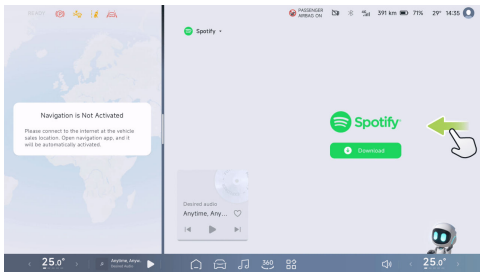 READY
PASSENGER
AIRBAG ON
391 km
71%
29° 14:35
Spotify
Navigation is Not Activated
Please connect to the internet at the vehicle
sales location. Open navigation app, and it
will be automatically activated.
Spotify
Download
Desired audio
Anytime, Any...
25.0°
Anytime, Anyw
Desired Audio
360
25.0°